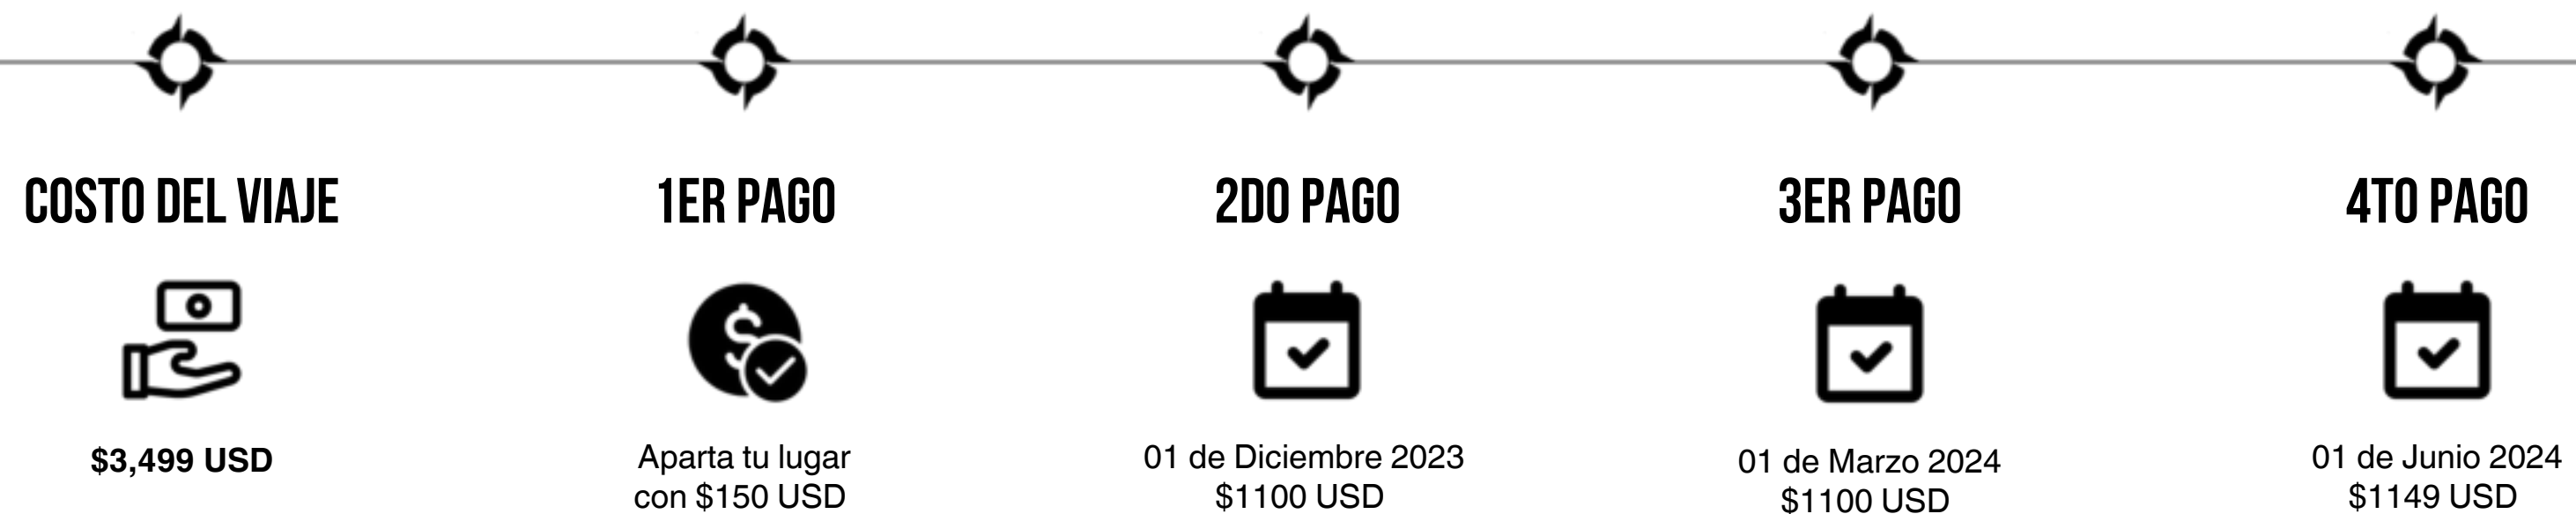 COSTO DEL VIAJE
$3,499 USD
1ER PAGO
Aparta tu lugar
con $150 USD
2DO PAGO
01 de Diciembre 2023
$1100 USD
3ER PAGO
01 de Marzo 2024
$1100 USD
4TO PAGO
01 de Junio 2024
$1149 USD